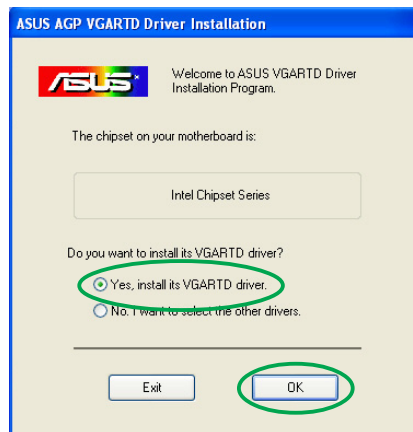 ASUS AGP VGARTD Driver Installation
ASUS
Welcome to ASUS VGARTD Driver
Installation Program.
The chipset on your motherboard is:
Intel Chipset Series
Do you want to install its VGARTD driver?
Yes, install its VGARTD driver.
No. I want to select the other drivers.
Exit
OK